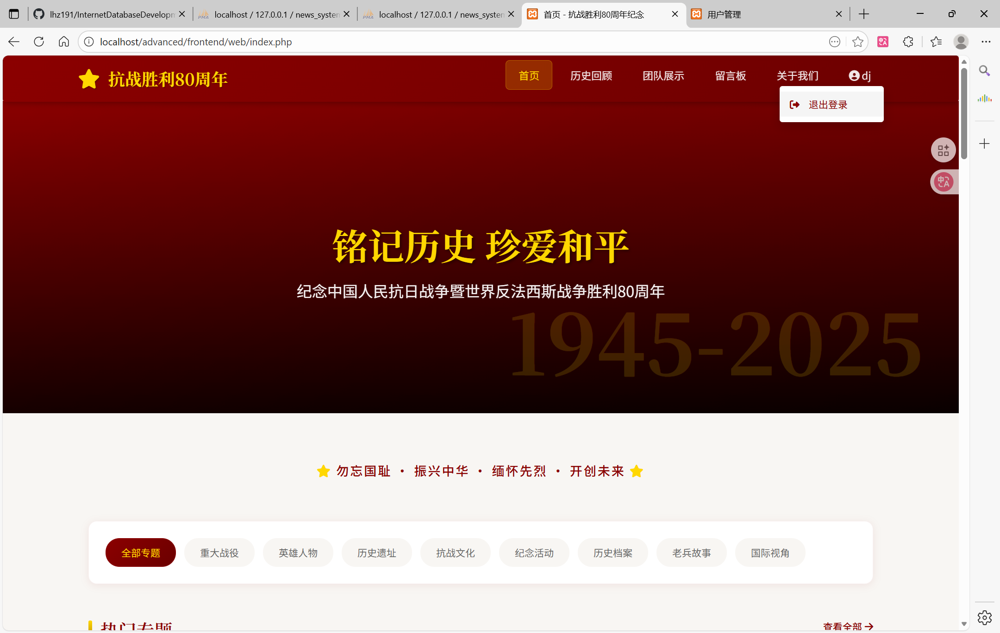 lhz191/InternetDatabaseDevelopm
localhost / 127.0.0.1 / news_system
localhost / 127.0.0.1 / news_system
首页 - 抗战胜利80周年纪念
用户管理
localhost/advanced/frontend/web/index.php
抗战胜利80周年
首页
历史回顾
团队展示
留言板
关于我们
dj
退出登录
铭记历史 珍爱和平
纪念中国人民抗日战争暨世界反法西斯战争胜利80周年
1945-2025
勿忘国耻 · 振兴中华 · 缅怀先烈 · 开创未来
全部专题
重大战役
英雄人物
历史遗址
抗战文化
纪念活动
历史档案
老兵故事
国际视角
热门专题
查看全部